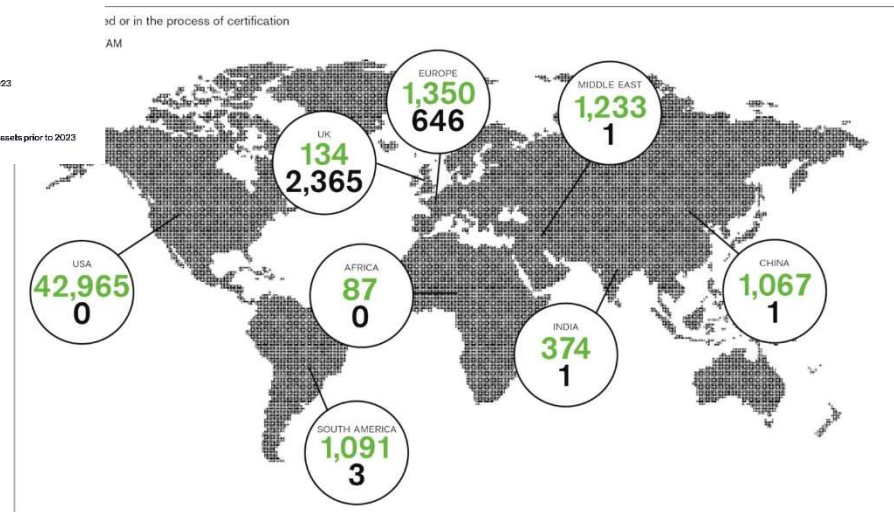 ed or in the process of certification
AM
23
ssets prior to 2023
EUROPE
1,350
646
MIDDLE EAST
1,233
1
UK
134
2,365
USA
42,965
0
AFRICA
87
0
CHINA
1,067
1
INDIA
374
1
SOUTH AMERICA
1,091
3